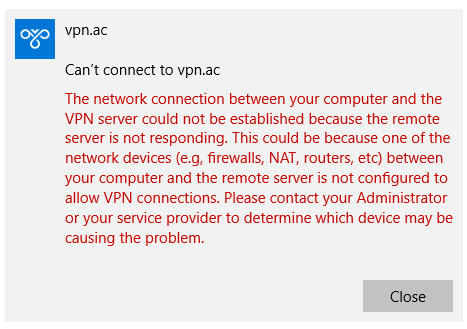 vpn.ac
Can't connect to vpn.ac
The network connection between your computer and the
VPN server could not be established because the remote
server is not responding. This could be because one of the
network devices (e.g, firewalls, NAT, routers, etc) between
your computer and the remote server is not configured to
allow VPN connections. Please contact your Administrator
or your service provider to determine which device may be
causing the problem.
Close